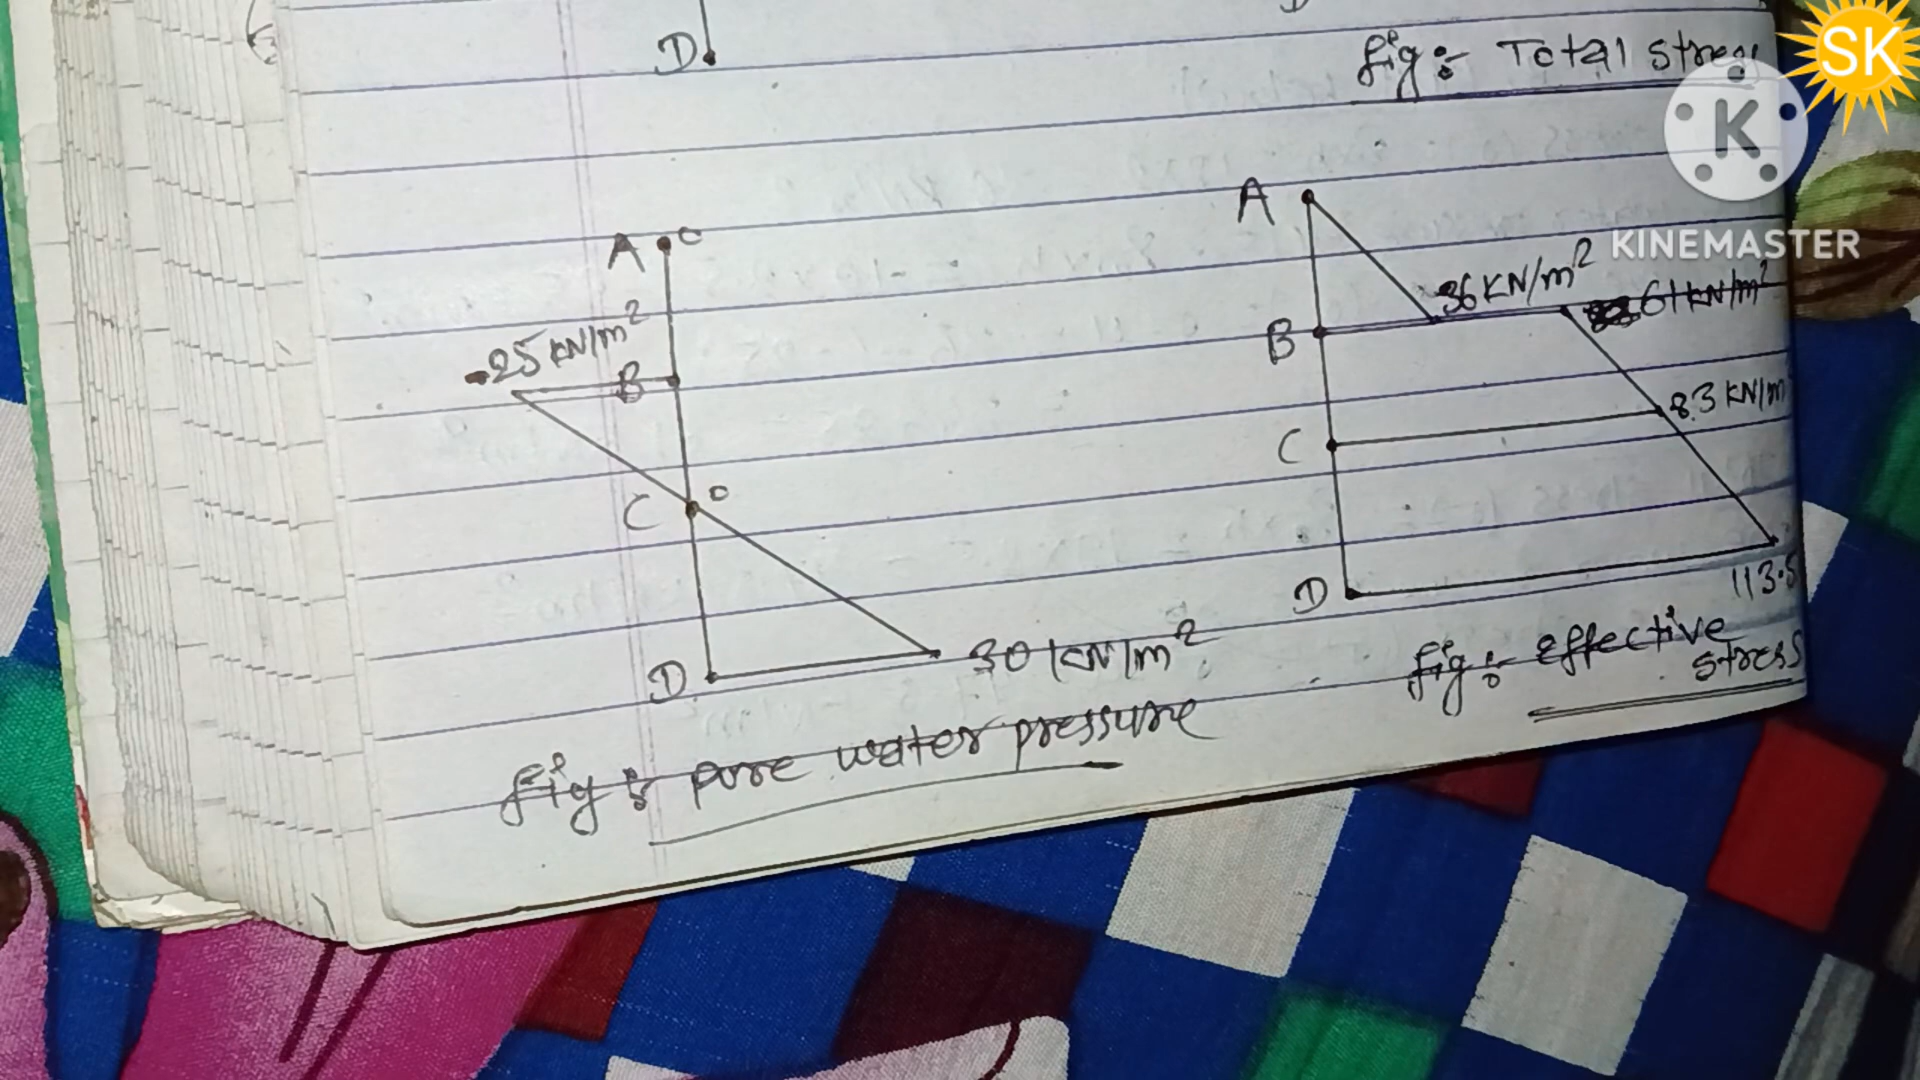 D
fig :- Total stress
SK
K
KINEMASTER
A
A 0
36 KN/m²
61 KN/m²
-25 KN/m²
B
B
83 KN/m
C
C 0
D
113.5
D
30 KN/m²
fig :- effective
stress
fig :- pore water pressure